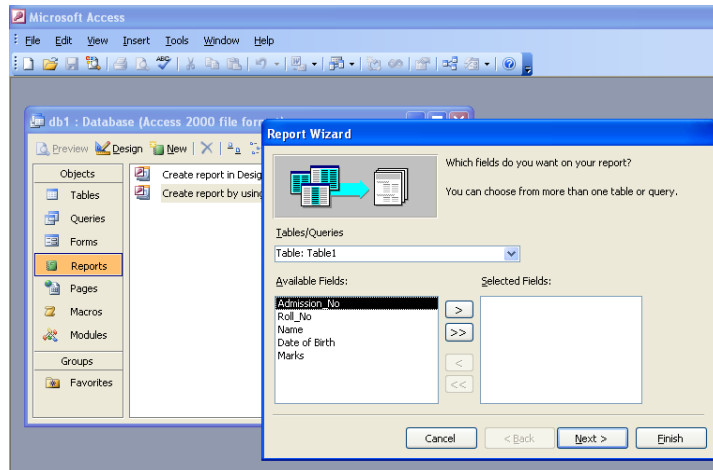 Microsoft Access
File Edit View Insert Tools Window Help
db1 : Database (Access 2000 file format)
Preview Design New
Objects
Tables
Queries
Forms
Reports
Pages
Macros
Modules
Groups
Favorites
Create report in Desig
Create report by using
Report Wizard
Which fields do you want on your report?
You can choose from more than one table or query.
Tables/Queries
Table: Table1
Available Fields:
Selected Fields:
Admission_No
Roll_No
Name
Date of Birth
Marks
>
>>
<
<<
Cancel
< Back
Next >
Finish